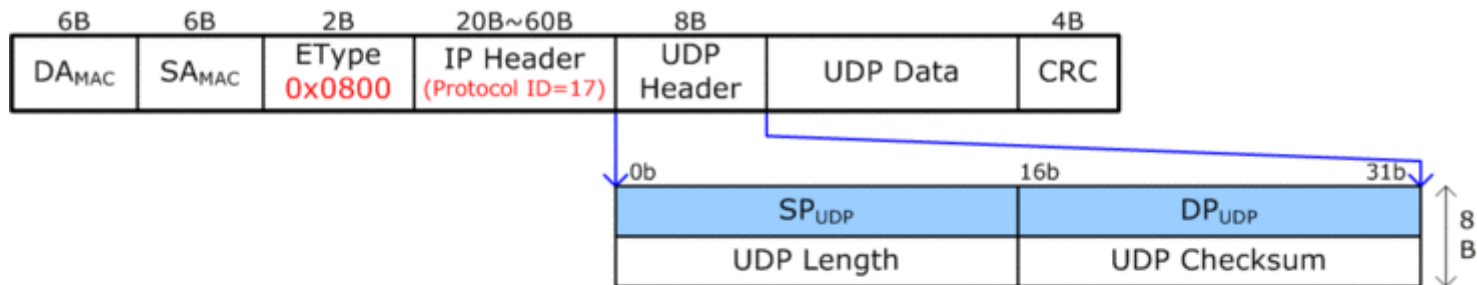 6B 6B 2B 20B~60B 8B 4B
DAMAC SAMAC EType 0x0800 IP Header (Protocol ID=17) UDP Header UDP Data CRC
0b 16b 31b
SPUDP DPUDP
UDP Length UDP Checksum
8
B